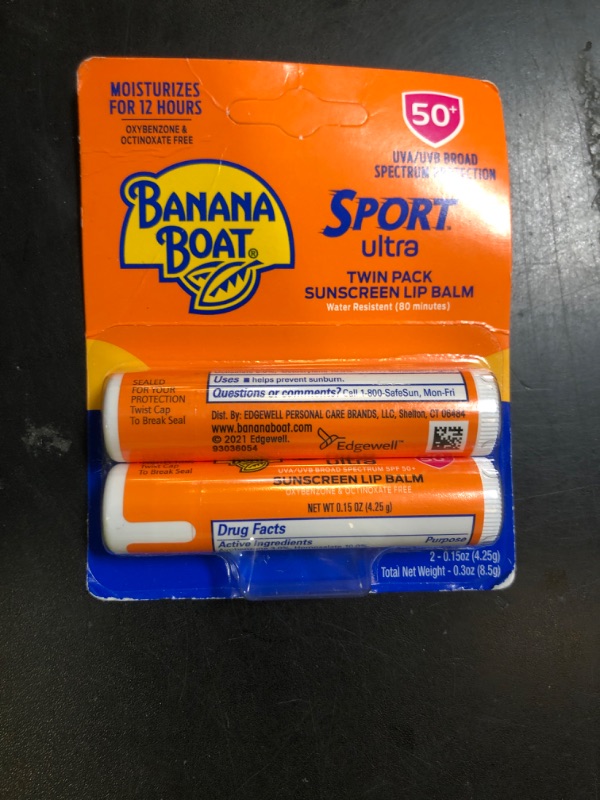 MOISTURIZES
FOR 12 HOURS
OXYBENZONE &
OCTINOXATE FREE
50+
UVA/UVB BROAD
SPECTRUM PROTECTION
BANANA
BOAT®
SPORT
ultra
TWIN PACK
SUNSCREEN LIP BALM
Water Resistent (80 minutes)
SEALED
FOR YOUR
PROTECTION
Twist Cap
To Break Seal
Uses ■ helps prevent sunburn.
Questions or comments? Call 1-800-SafeSun, Mon-Fri
Dist. By: EDGEWELL PERSONAL CARE BRANDS, LLC, Shelton, CT 06484
www.bananaboat.com
© 2021 Edgewell.
93036054
Edgewell™
Twist Cap
To Break Seal
ultra
UVA/UVB BROAD SPECTRUM SPF 50+
SUNSCREEN LIP BALM
OXYBENZONE & OCTINOXATE FREE
NET WT 0.15 OZ (4.25 g)
Drug Facts
Active Ingredients
Purpose
2 - 0.15oz (4.25g)
Total Net Weight - 0.3oz (8.5g)